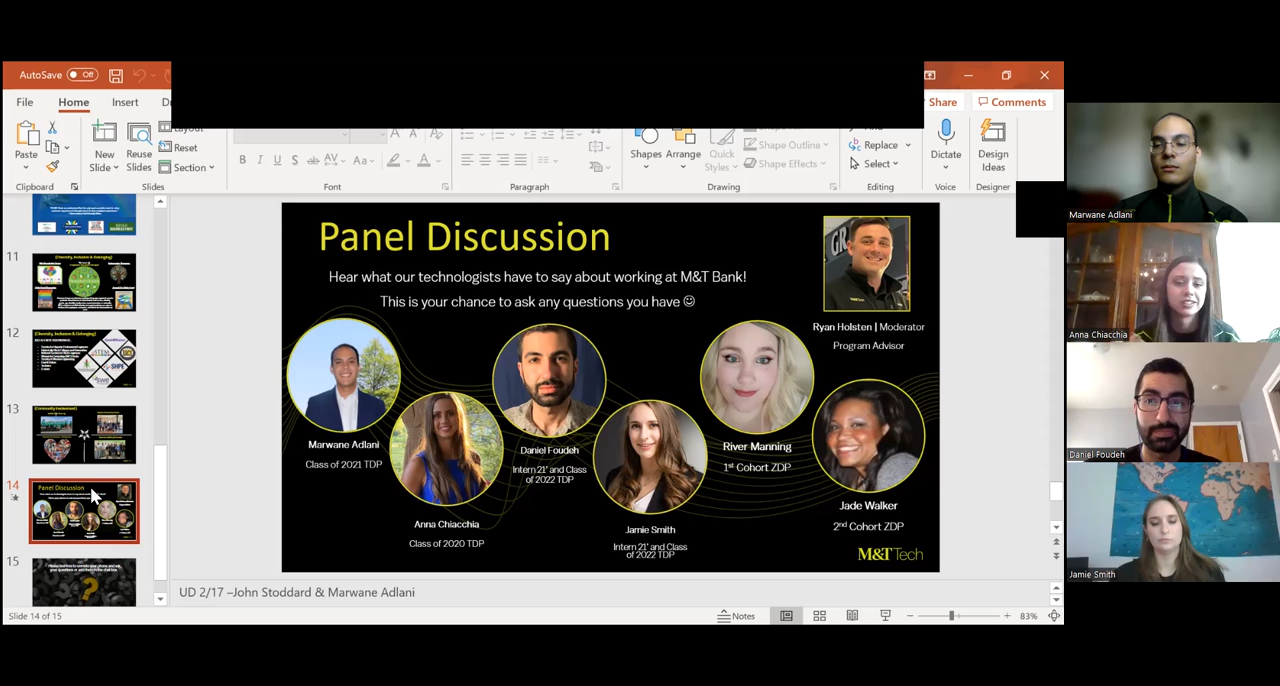 AutoSave Off
File Home Insert
Share Comments
Paste
New Slide
Reuse Slides
Layout
Reset
Section
Shapes Arrange Quick Styles
Shape Outline
Shape Effects
Replace
Select
Dictate
Design Ideas
Clipboard Slides Font Paragraph Drawing Editing Voice Designer
11
12
13
14
Panel Discussion
15
Panel Discussion
Hear what our technologists have to say about working at M&T Bank!
This is your chance to ask any questions you have ☺
Ryan Holsten | Moderator
Program Advisor
Marwane Adlani
Class of 2021 TDP
Anna Chiacchia
Class of 2020 TDP
Daniel Foudeh
Intern 21' and Class
of 2022 TDP
Jamie Smith
Intern 21' and Class
of 2022 TDP
River Manning
1st Cohort ZDP
Jade Walker
2nd Cohort ZDP
M&T Tech
UD 2/17 –John Stoddard & Marwane Adlani
Slide 14 of 15
Notes
83%
Marwane Adlani
Anna Chiacchia
Daniel Foudeh
Jamie Smith